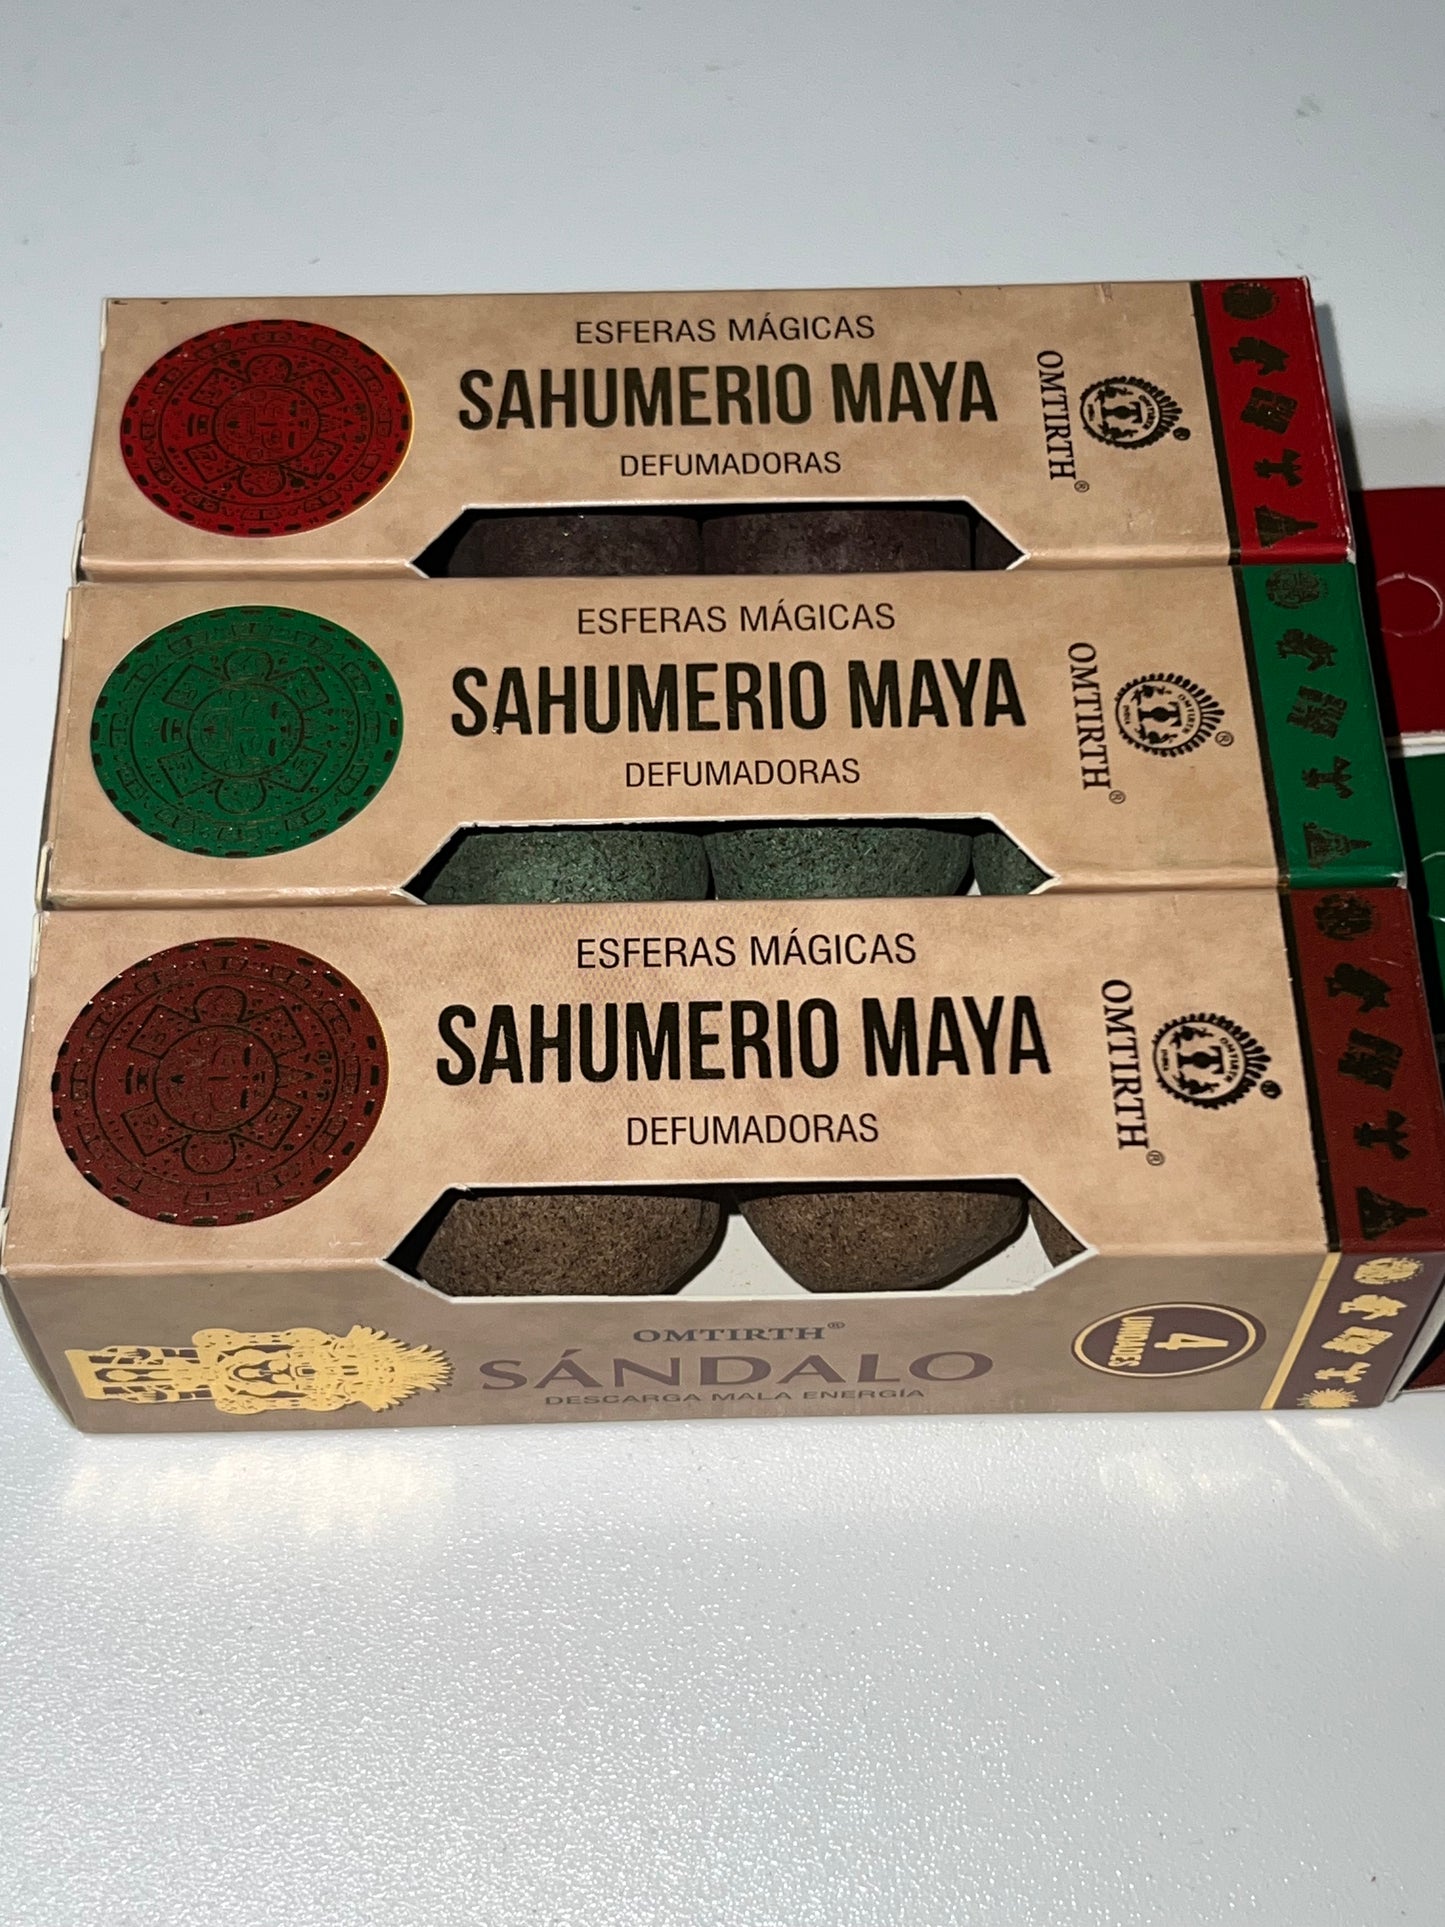 ESFERAS MÁGICAS
SAHUMERIO MAYA
DEFUMADORAS
OMTIRTH®
ESFERAS MÁGICAS
SAHUMERIO MAYA
DEFUMADORAS
OMTIRTH®
ESFERAS MÁGICAS
SAHUMERIO MAYA
DEFUMADORAS
OMTIRTH®
OMTIRTH®
SÁNDALO
DESCARGA MALA ENERGÍA
4
UNIDADES